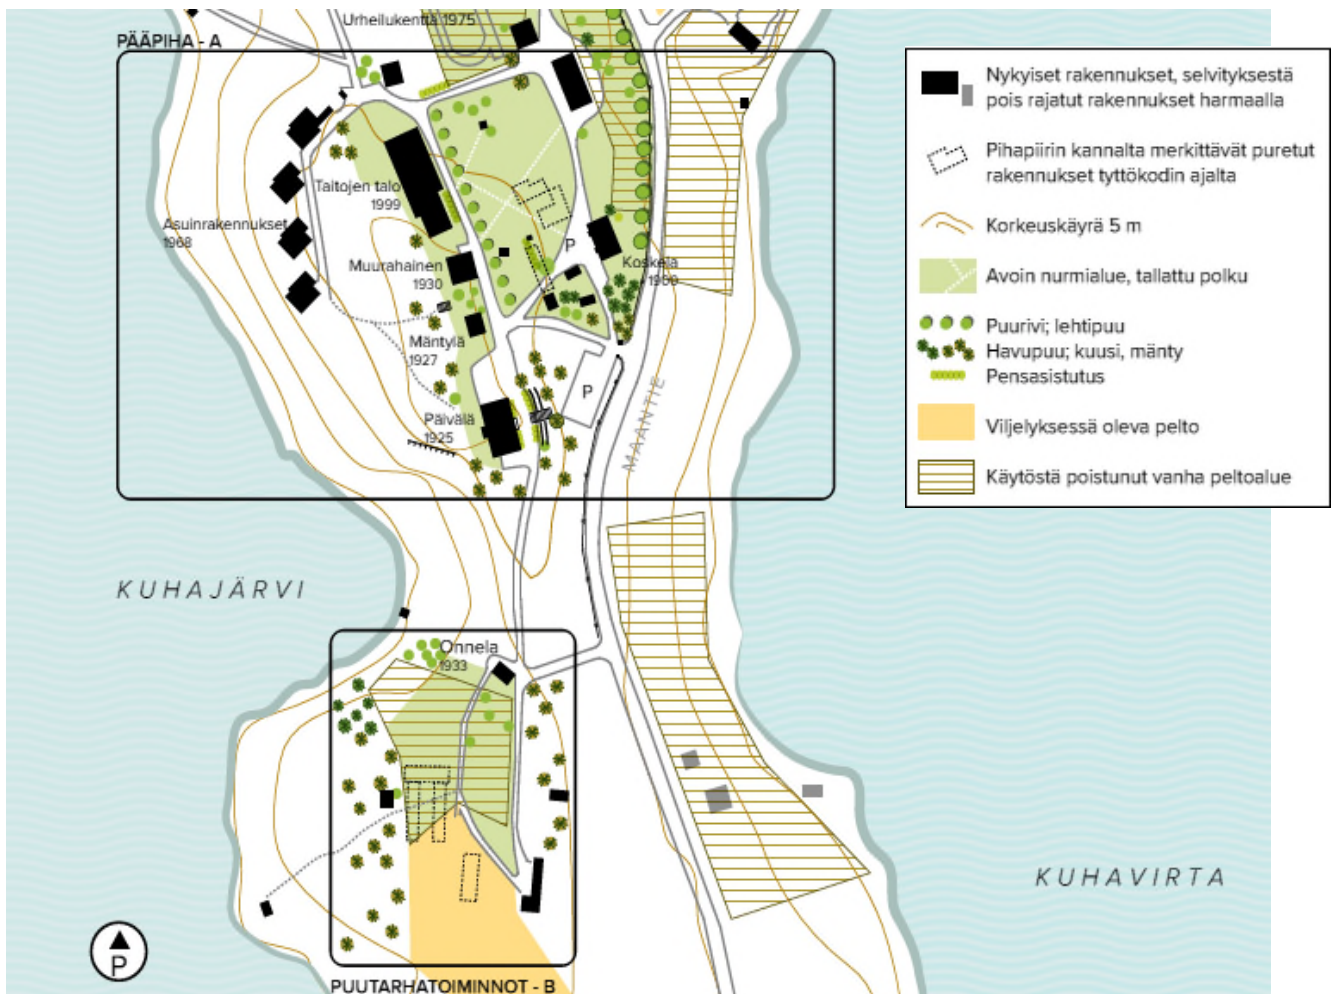 Urheilukenttä 1975
PÄÄPIHA - A
Taitojen talo
1999
Asuinrakennukset
1968
Muurahainen
1930
P
Koskela
Mäntylä
1927
P
Päivälä
1925
MAANTIE
KUHAJÄRVI
Onnela
1933
KUHAVIRTA
P
PUUTARHATOIMINNOT - B
Nykyiset rakennukset, selvityksestä
pois rajatut rakennukset harmaalla
Pihapiirin kannalta merkittävät puretut
rakennukset tyttökodin ajalta
Korkeuskäyrä 5 m
Avoin nurmialue, tallattu polku
Puurivi; lehtipuu
Havupuu; kuusi, mänty
Pensasistutus
Viljelyksessä oleva pelto
Käytöstä poistunut vanha peltoalue